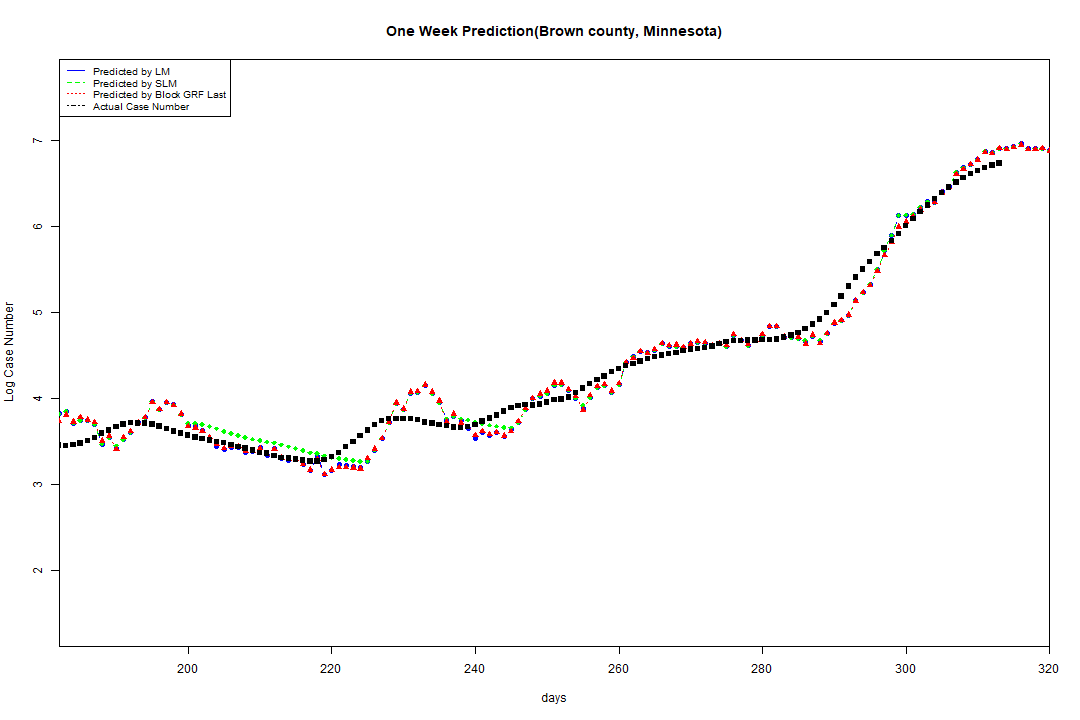 One Week Prediction(Brown county, Minnesota)
Predicted by LM
Predicted by SLM
Predicted by Block GRF Last
Actual Case Number
Log Case Number
7
6
5
4
3
2
200 220 240 260 280 300 320
days